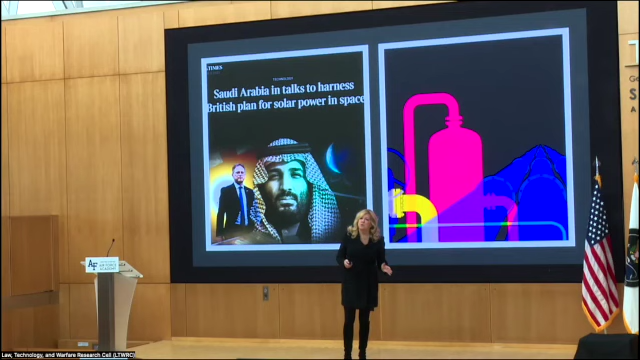 TIMES
TECHNOLOGY
Saudi Arabia in talks to harness
British plan for solar power in space
AF
Law, Technology, and Warfare Research Cell (LTWRC)